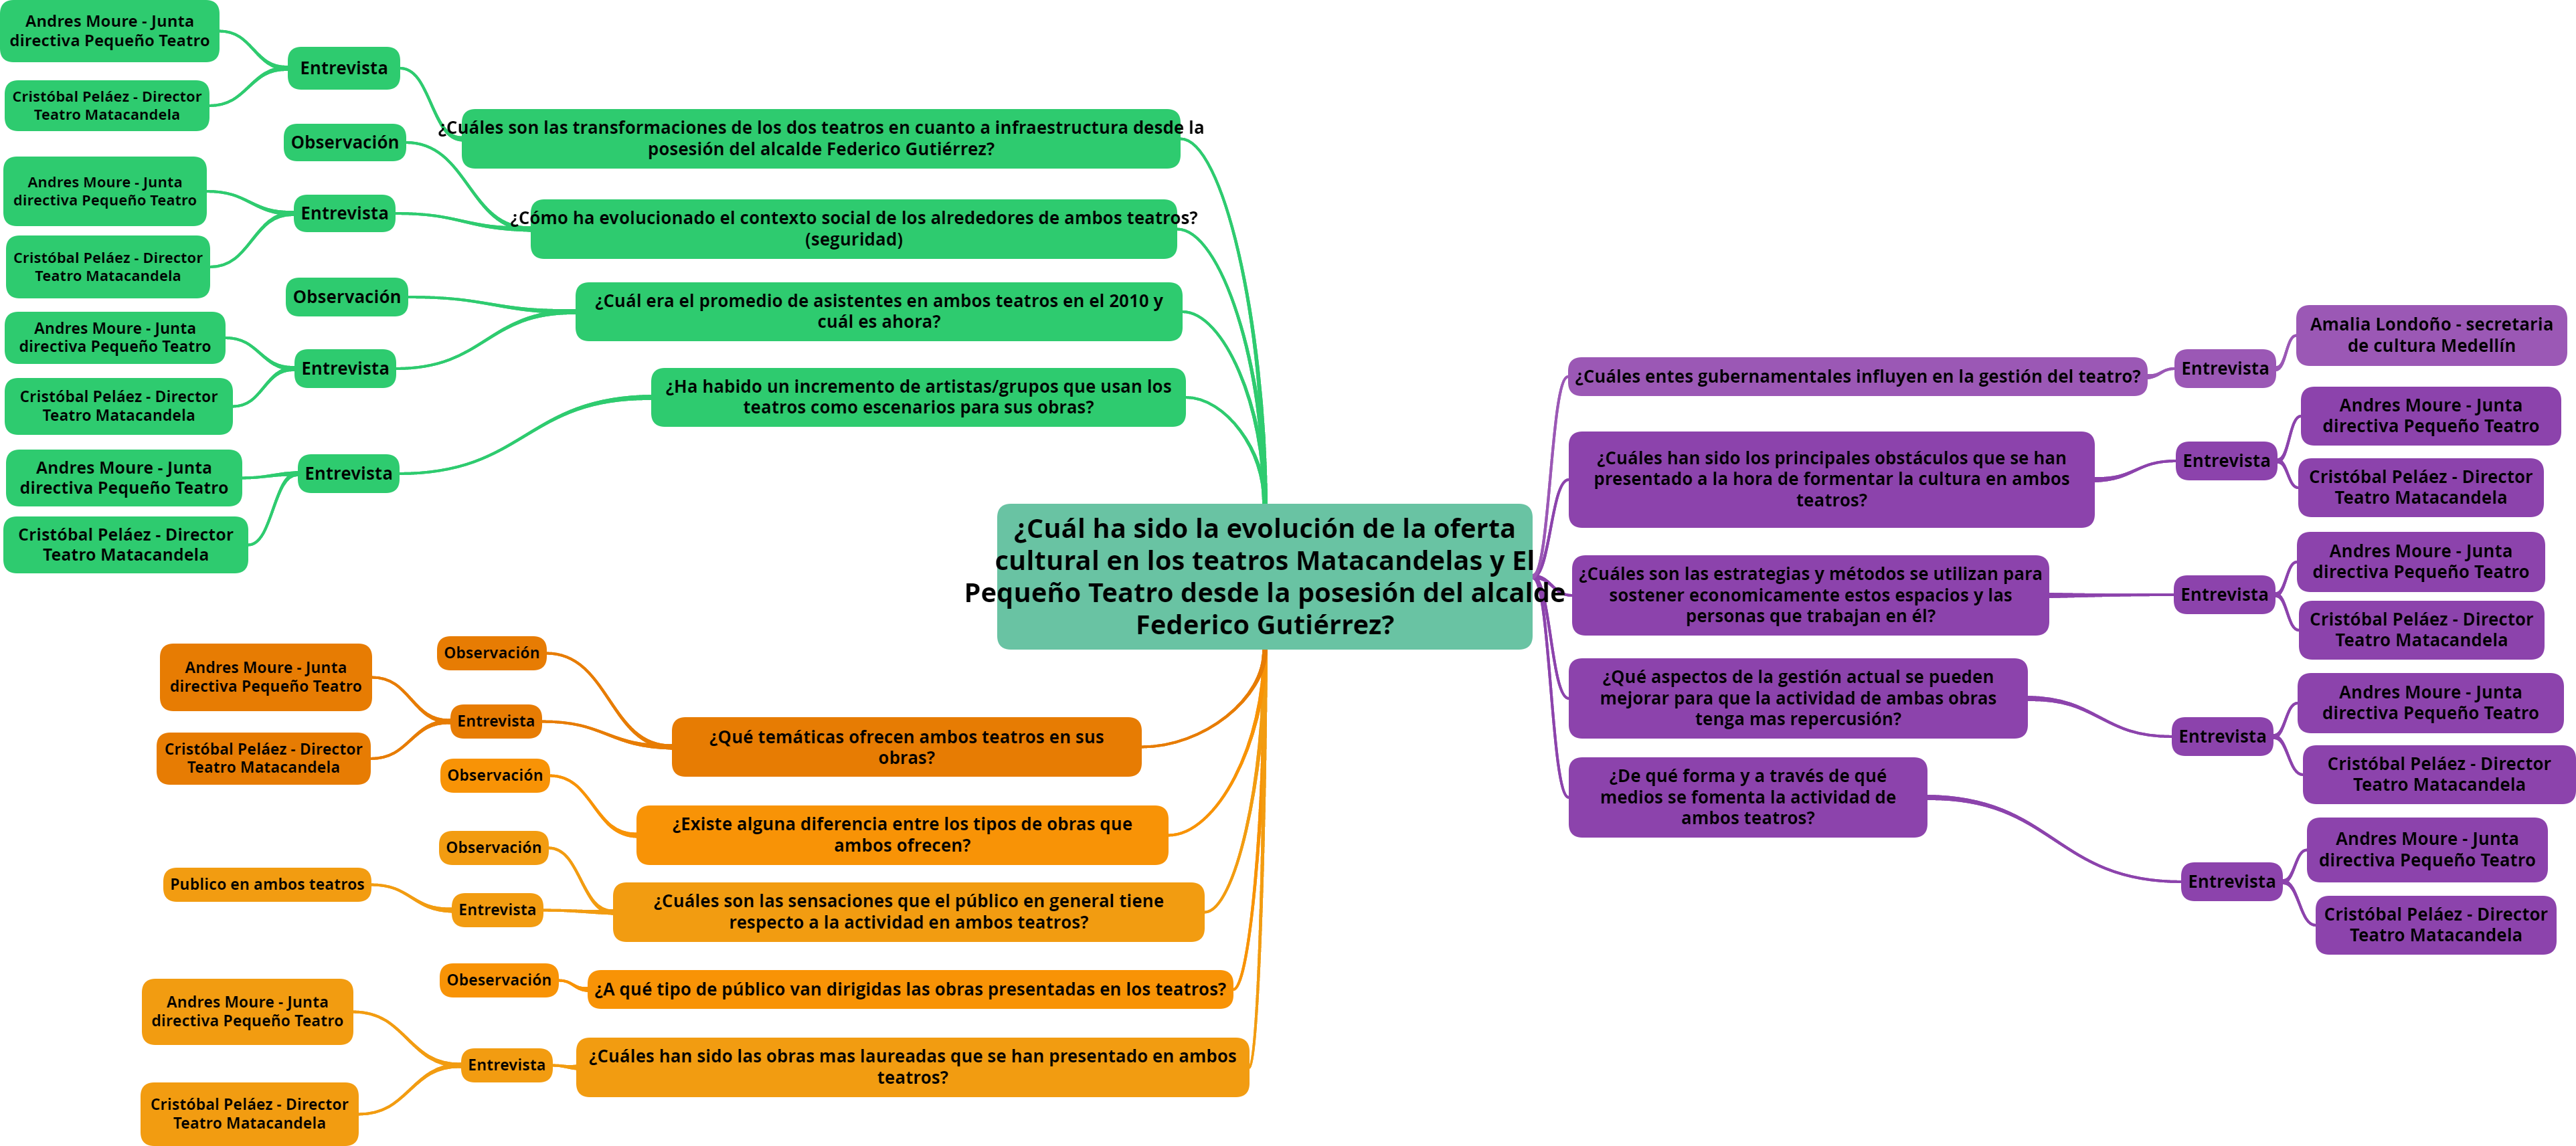 Andres Moure - Junta
directiva Pequeño Teatro
Entrevista
Cristóbal Peláez - Director
Teatro Matacandela
¿Cuáles son las transformaciones de los dos teatros en cuanto a infraestructura desde la
posesión del alcalde Federico Gutiérrez?
Observación
Andres Moure - Junta
directiva Pequeño Teatro
Entrevista
Cristóbal Peláez - Director
Teatro Matacandela
¿Cómo ha evolucionado el contexto social de los alrededores de ambos teatros?
(seguridad)
Observación
¿Cuál era el promedio de asistentes en ambos teatros en el 2010 y
cuál es ahora?
Andres Moure - Junta
directiva Pequeño Teatro
Entrevista
Cristóbal Peláez - Director
Teatro Matacandela
¿Ha habido un incremento de artistas/grupos que usan los
teatros como escenarios para sus obras?
Andres Moure - Junta
directiva Pequeño Teatro
Entrevista
Cristóbal Peláez - Director
Teatro Matacandela
¿Cuál ha sido la evolución de la oferta
cultural en los teatros Matacandelas y El
Pequeño Teatro desde la posesión del alcalde
Federico Gutiérrez?
¿Cuáles entes gubernamentales influyen en la gestión del teatro?
Entrevista
Amalia Londoño - secretaria
de cultura Medellín
¿Cuáles han sido los principales obstáculos que se han
presentado a la hora de formentar la cultura en ambos
teatros?
Entrevista
Andres Moure - Junta
directiva Pequeño Teatro
Cristóbal Peláez - Director
Teatro Matacandela
¿Cuáles son las estrategias y métodos se utilizan para
sostener economicamente estos espacios y las
personas que trabajan en él?
Entrevista
Andres Moure - Junta
directiva Pequeño Teatro
Cristóbal Peláez - Director
Teatro Matacandela
¿Qué aspectos de la gestión actual se pueden
mejorar para que la actividad de ambas obras
tenga mas repercusión?
Entrevista
Andres Moure - Junta
directiva Pequeño Teatro
Cristóbal Peláez - Director
Teatro Matacandela
¿De qué forma y a través de qué
medios se fomenta la actividad de
ambos teatros?
Entrevista
Andres Moure - Junta
directiva Pequeño Teatro
Cristóbal Peláez - Director
Teatro Matacandela
Observación
Andres Moure - Junta
directiva Pequeño Teatro
Entrevista
Cristóbal Peláez - Director
Teatro Matacandela
¿Qué temáticas ofrecen ambos teatros en sus
obras?
Observación
¿Existe alguna diferencia entre los tipos de obras que
ambos ofrecen?
Observación
Publico en ambos teatros
Entrevista
¿Cuáles son las sensaciones que el público en general tiene
respecto a la actividad en ambos teatros?
Obeservación
¿A qué tipo de público van dirigidas las obras presentadas en los teatros?
Andres Moure - Junta
directiva Pequeño Teatro
Entrevista
Cristóbal Peláez - Director
Teatro Matacandela
¿Cuáles han sido las obras mas laureadas que se han presentado en ambos
teatros?